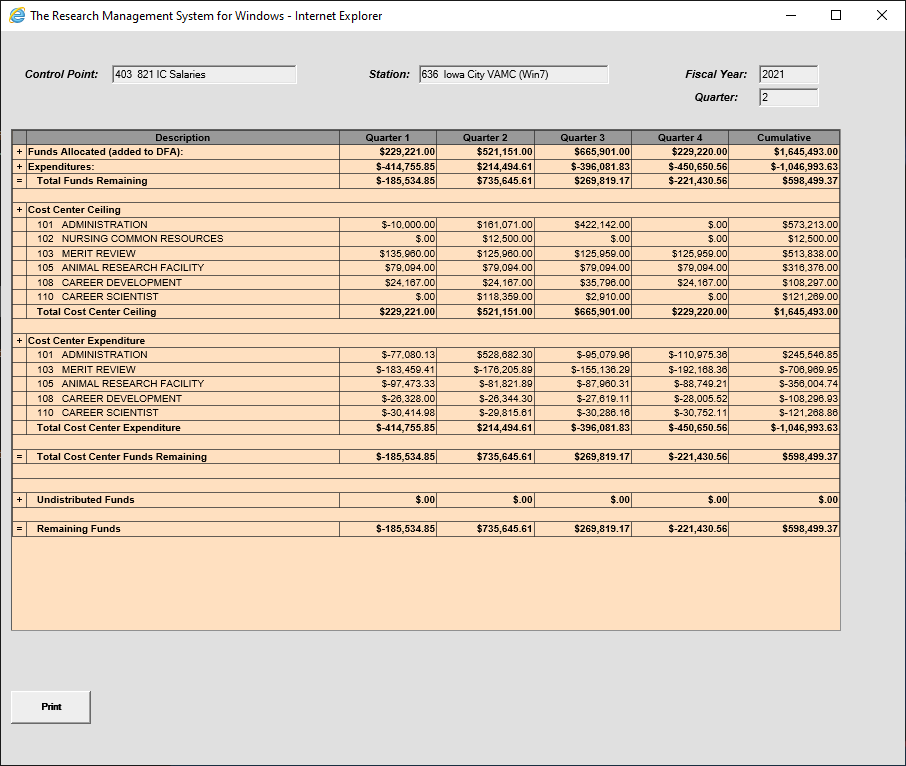 The Research Management System for Windows - Internet Explorer
Control Point: 403 821 IC Salaries Station: 636 Iowa City VAMC (Win7) Fiscal Year: 2021
Quarter: 2
Description Quarter 1 Quarter 2 Quarter 3 Quarter 4 Cumulative
+ Funds Allocated (added to DFA): $229,221.00 $521,151.00 $665,901.00 $229,220.00 $1,645,493.00
+ Expenditures: $-414,755.85 $214,494.61 $-396,081.83 $-450,650.56 $-1,046,993.63
= Total Funds Remaining $-185,534.85 $735,645.61 $269,819.17 $-221,430.56 $598,499.37
+ Cost Center Ceiling
101 ADMINISTRATION $-10,000.00 $161,071.00 $422,142.00 $.00 $573,213.00
102 NURSING COMMON RESOURCES $.00 $12,500.00 $.00 $.00 $12,500.00
103 MERIT REVIEW $135,960.00 $125,960.00 $125,959.00 $125,959.00 $513,838.00
105 ANIMAL RESEARCH FACILITY $79,094.00 $79,094.00 $79,094.00 $79,094.00 $316,376.00
108 CAREER DEVELOPMENT $24,167.00 $24,167.00 $35,796.00 $24,167.00 $108,297.00
110 CAREER SCIENTIST $.00 $118,359.00 $2,910.00 $.00 $121,269.00
Total Cost Center Ceiling $229,221.00 $521,151.00 $665,901.00 $229,220.00 $1,645,493.00
+ Cost Center Expenditure
101 ADMINISTRATION $-77,080.13 $528,682.30 $-95,079.96 $-110,975.36 $245,546.85
103 MERIT REVIEW $-183,459.41 $-176,205.89 $-155,136.29 $-192,168.36 $-706,969.95
105 ANIMAL RESEARCH FACILITY $-97,473.33 $-81,821.89 $-87,960.31 $-88,749.21 $-356,004.74
108 CAREER DEVELOPMENT $-26,328.00 $-26,344.30 $-27,619.11 $-28,005.52 $-108,296.93
110 CAREER SCIENTIST $-30,414.98 $-29,815.61 $-30,286.16 $-30,752.11 $-121,268.86
Total Cost Center Expenditure $-414,755.85 $214,494.61 $-396,081.83 $-450,650.56 $-1,046,993.63
= Total Cost Center Funds Remaining $-185,534.85 $735,645.61 $269,819.17 $-221,430.56 $598,499.37
+ Undistributed Funds $.00 $.00 $.00 $.00 $.00
= Remaining Funds $-185,534.85 $735,645.61 $269,819.17 $-221,430.56 $598,499.37
Print